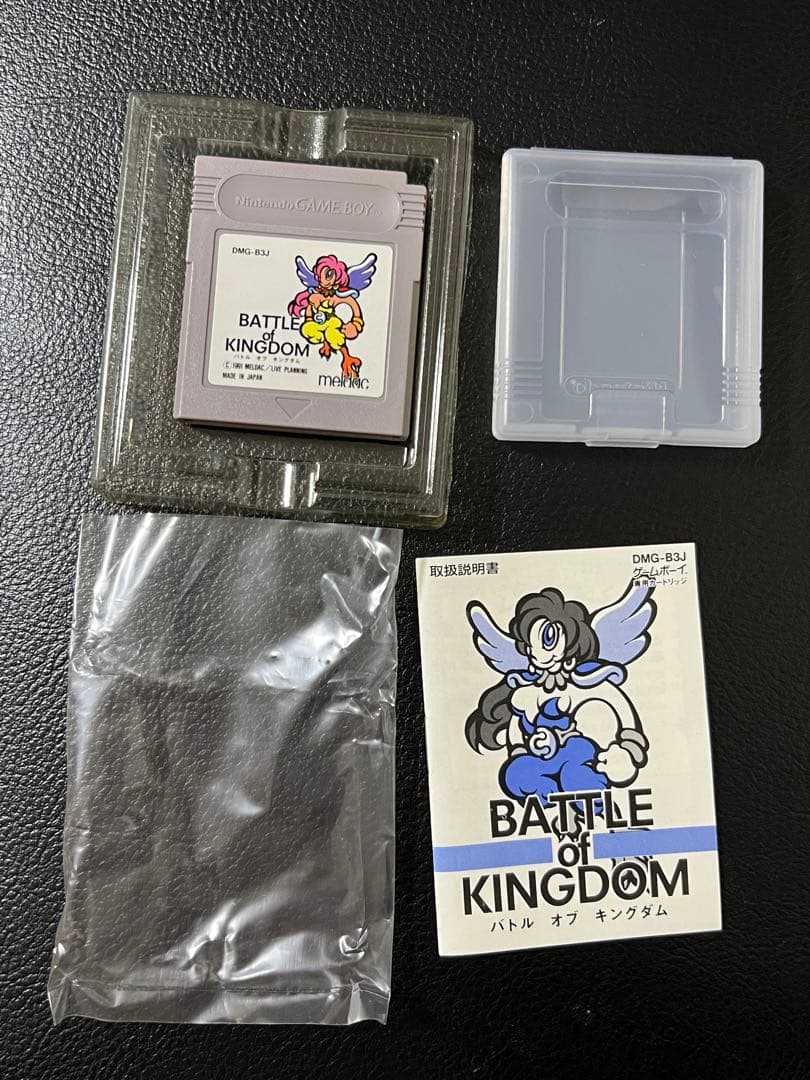 Nintendo GAME BOY
DMG-B3J
BATTLE
of
KINGDOM
バトル オブ キングダム
©1991 MELDAC/LIVE PLANNING
MADE IN JAPAN
meldac
取扱説明書
DMG-B3J
ゲームボーイ
専用カートリッジ
BATTLE
of
KINGDOM
バトル オブ キングダム